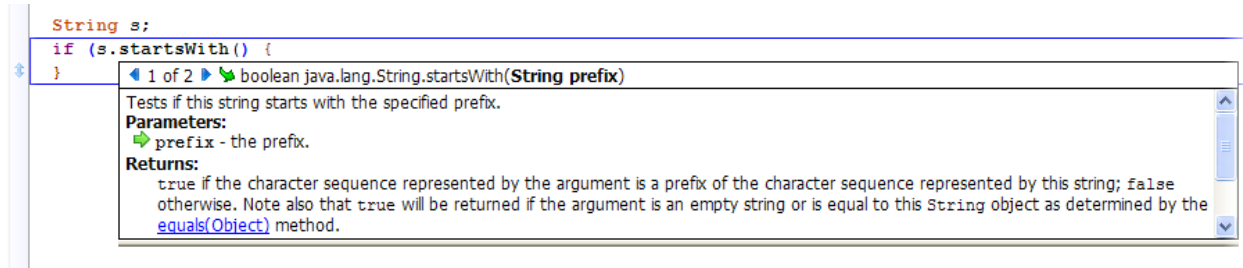 String s;
if (s.startsWith() {
}
1 of 2 boolean java.lang.String.startsWith(String prefix)
Tests if this string starts with the specified prefix.
Parameters:
prefix - the prefix.
Returns:
true if the character sequence represented by the argument is a prefix of the character sequence represented by this string; false
otherwise. Note also that true will be returned if the argument is an empty string or is equal to this String object as determined by the
equals(Object) method.